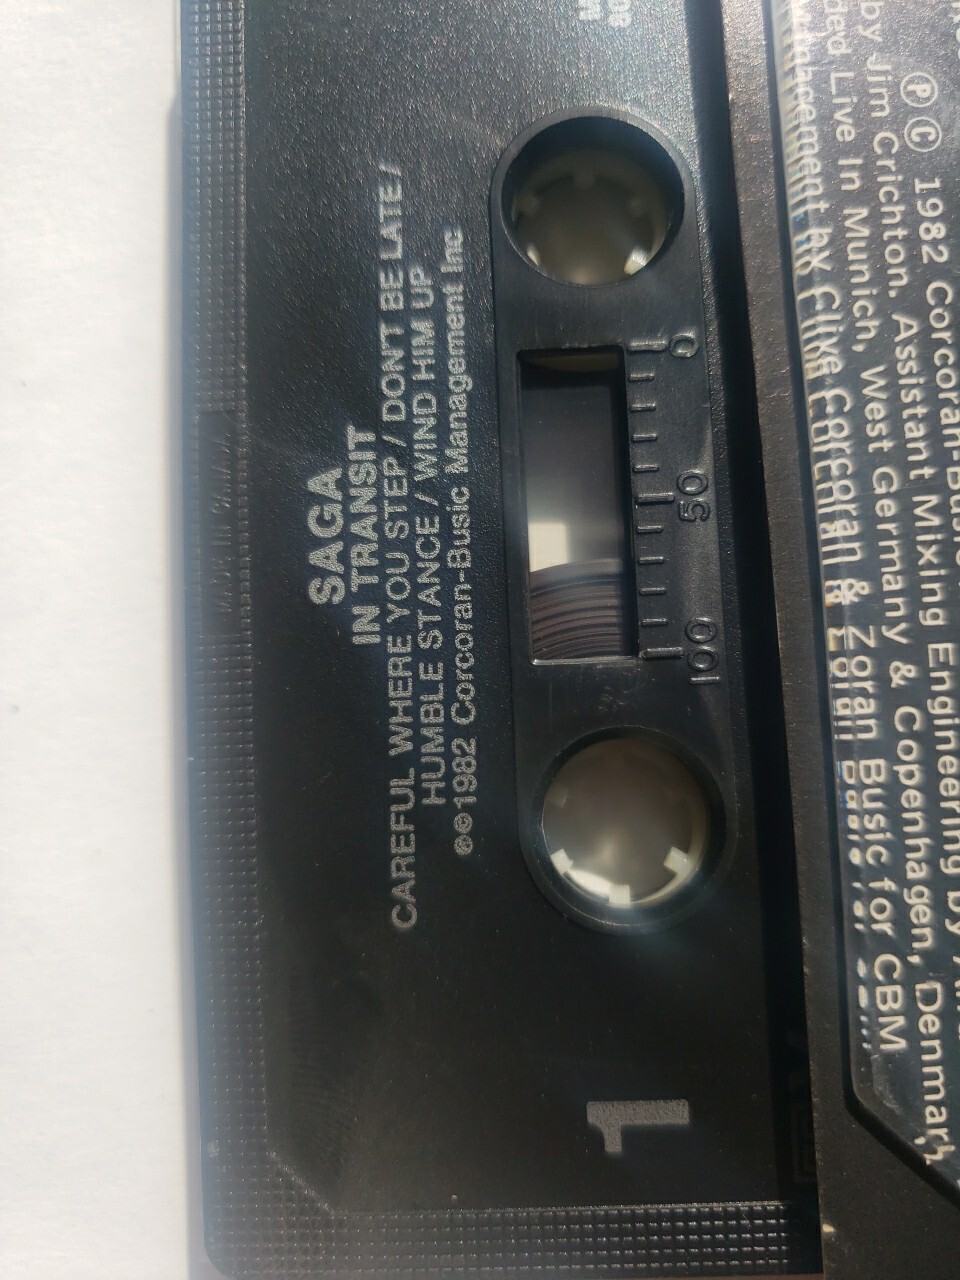 SAGA
IN TRANSIT
CAREFUL WHERE YOU STEP / DON'T BE LATE /
HUMBLE STANCE / WIND HIM UP
℗©1982 Corcoran-Busic Management Inc
0
50
100
1
℗ © 1982 Corcoran-Busic
by Jim Crichton. Assistant Mixing Engineering by
Live In Munich, West Germany & Copenhagen, Denmark
Management by Clive Corcoran & Zoran Busic for CBM